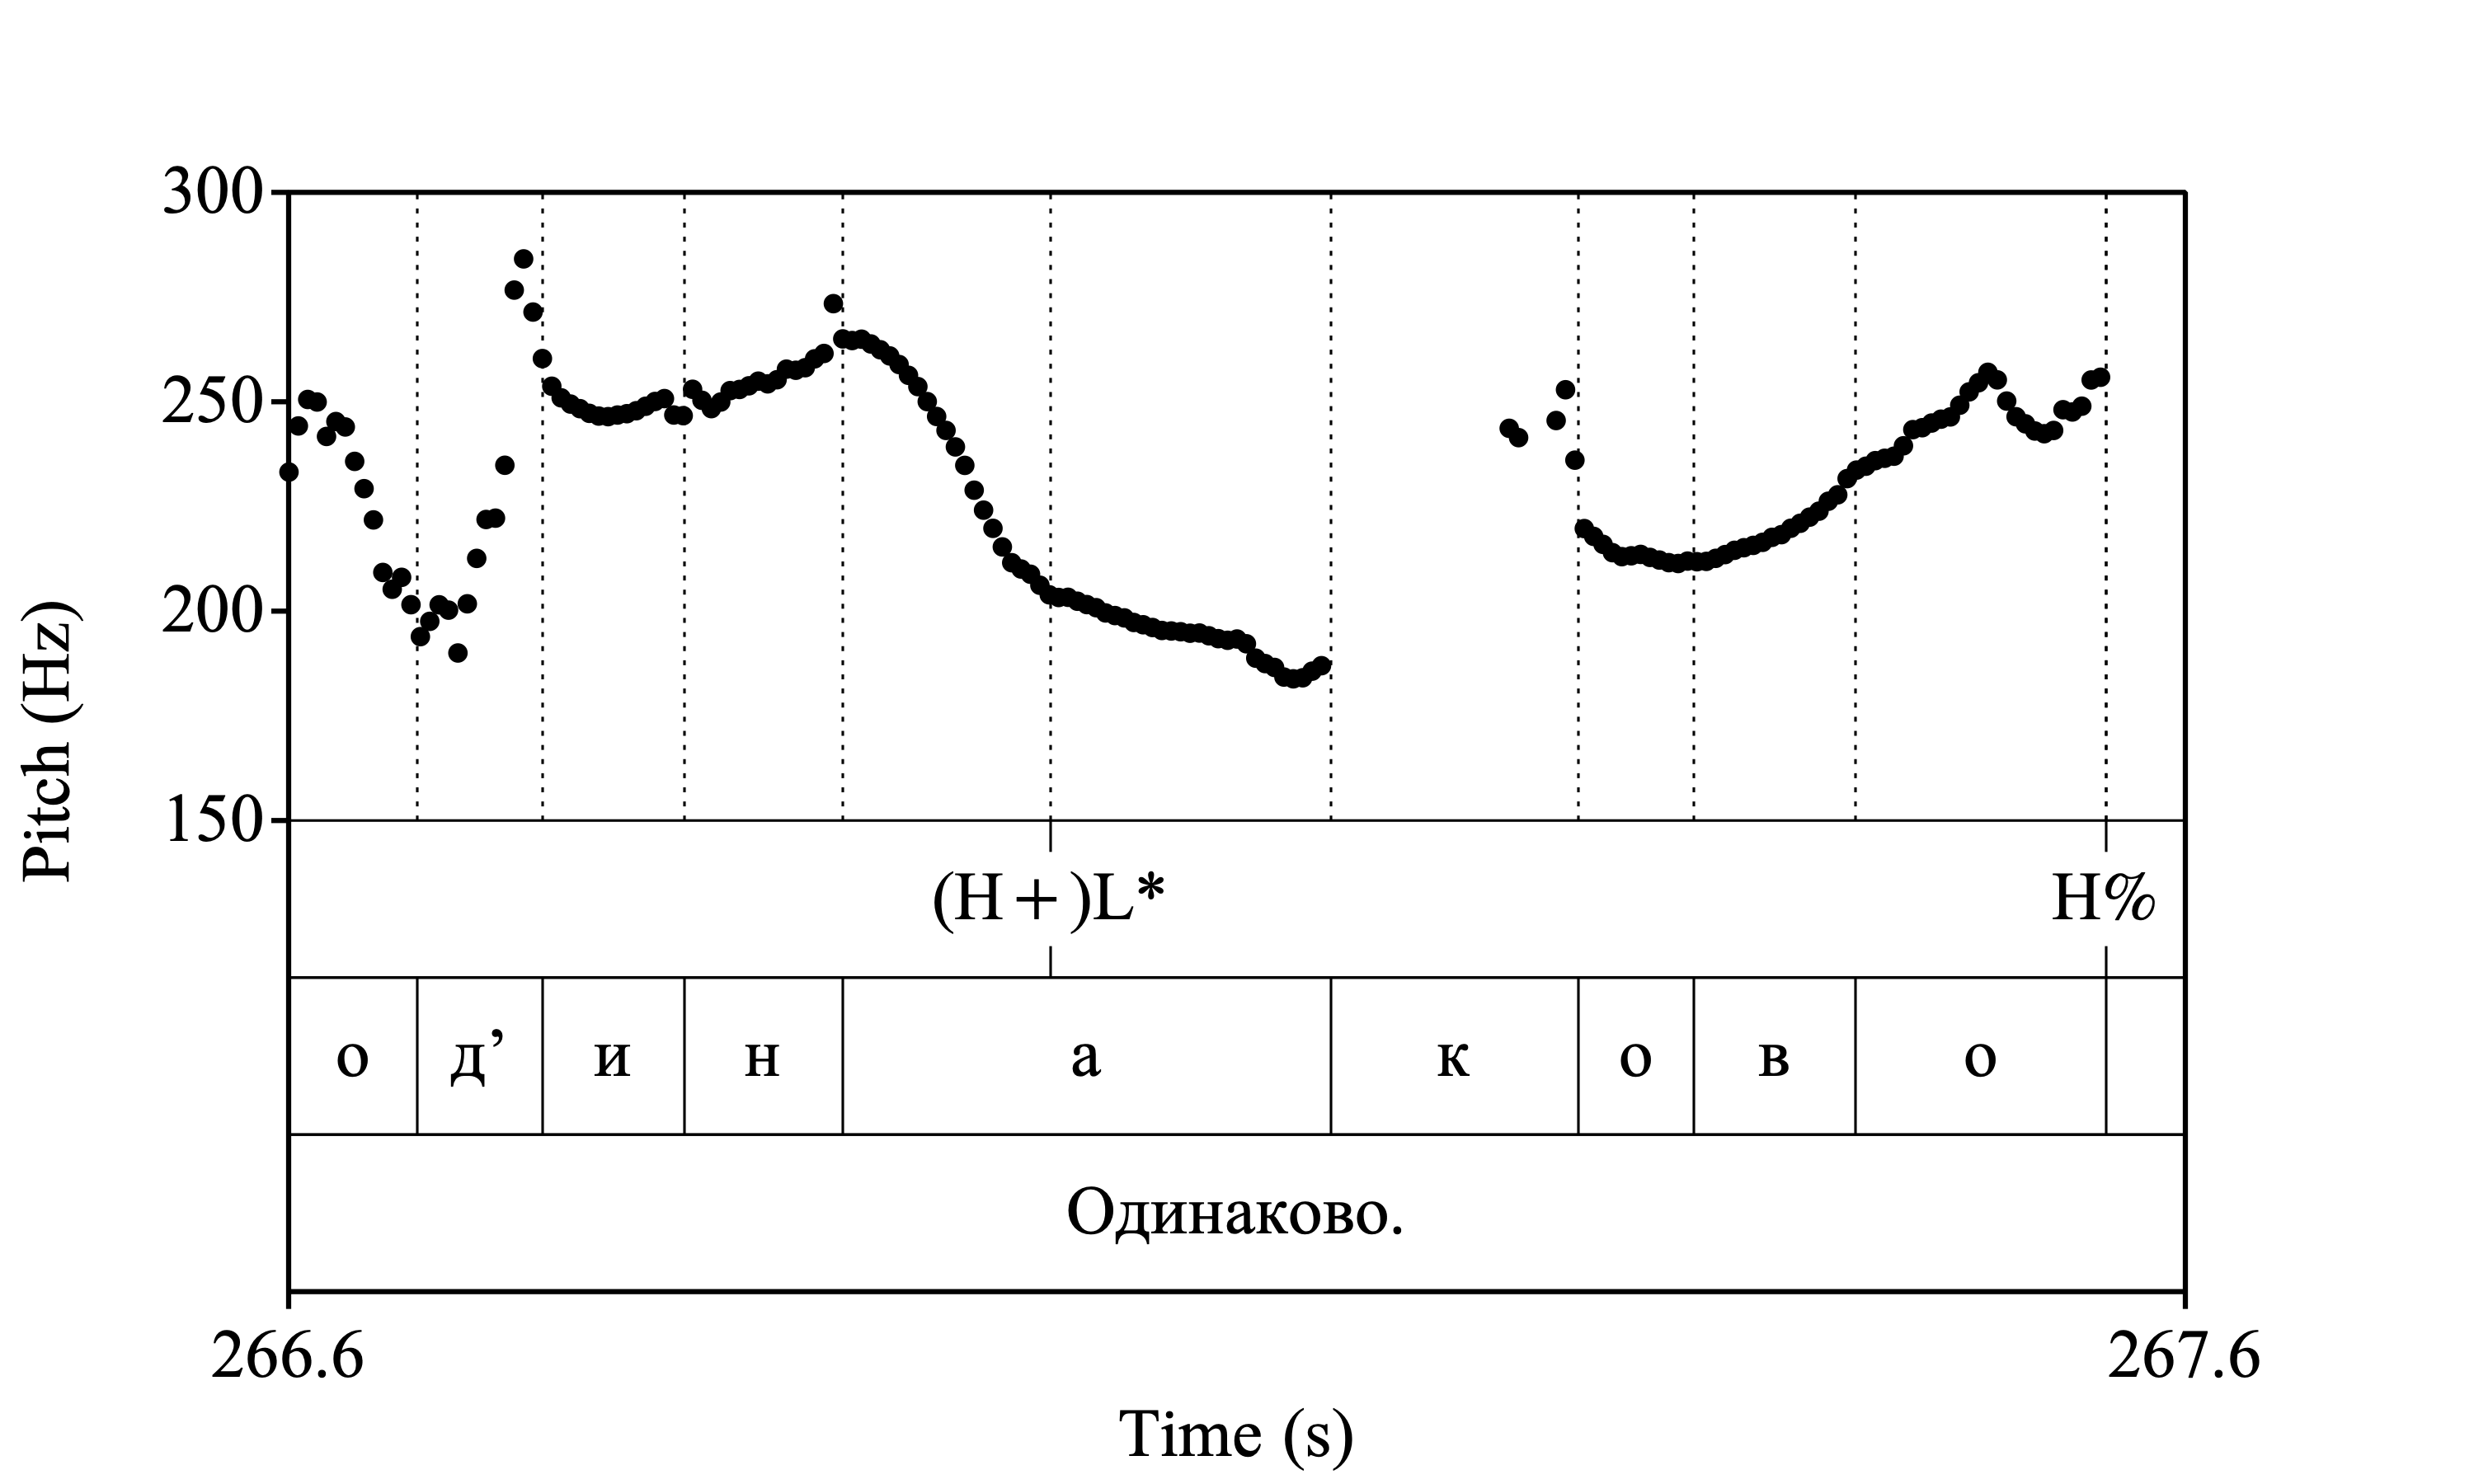 300
250
200
150
Pitch (Hz)
(H+)L* H%
о д’ и н а к о в о
Одинаково.
266.6 267.6
Time (s)